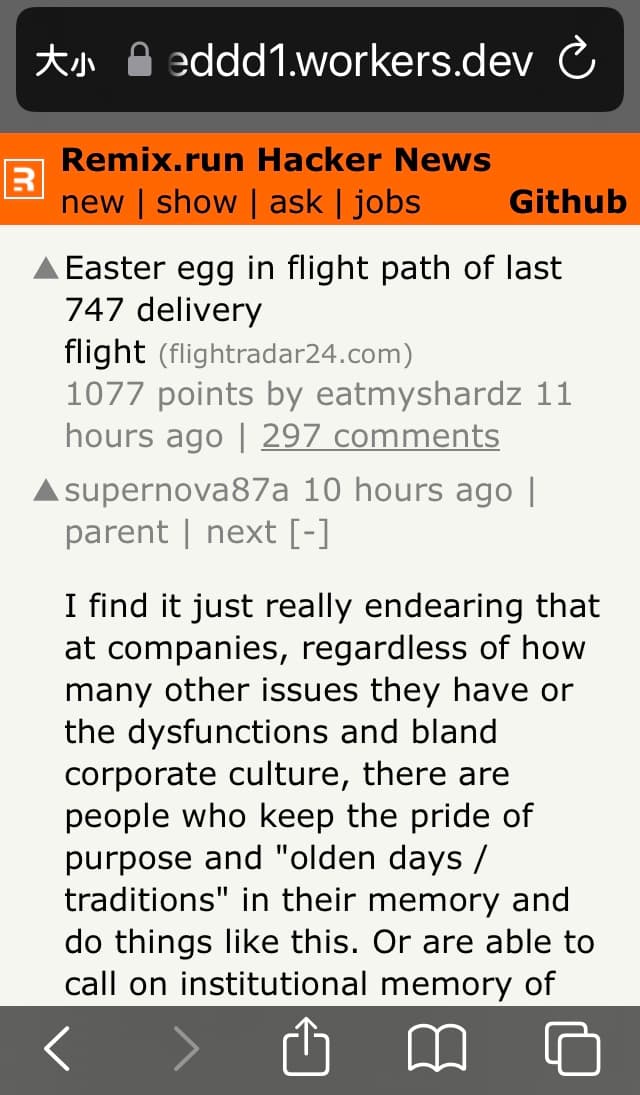 大小 eddd1.workers.dev
Remix.run Hacker News
new | show | ask | jobs Github
▲Easter egg in flight path of last
747 delivery
flight (flightradar24.com)
1077 points by eatmyshardz 11
hours ago | 297 comments
▲supernova87a 10 hours ago |
parent | next [-]
I find it just really endearing that
at companies, regardless of how
many other issues they have or
the dysfunctions and bland
corporate culture, there are
people who keep the pride of
purpose and "olden days /
traditions" in their memory and
do things like this. Or are able to
call on institutional memory of